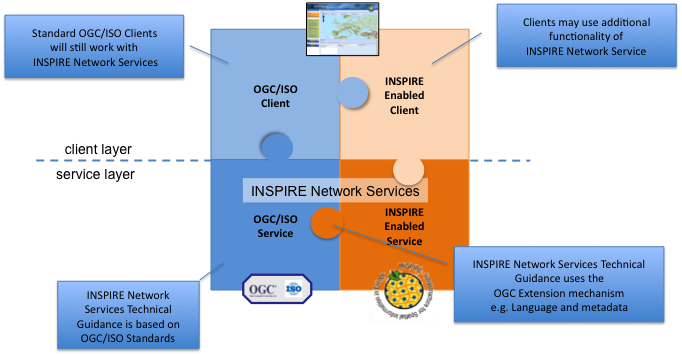 Standard OGC/ISO Clients
will still work with
INSPIRE Network Services
Clients may use additional
functionality of
INSPIRE Network Service
OGC/ISO
Client
INSPIRE
Enabled
Client
client layer
service layer
INSPIRE Network Services
OGC/ISO
Service
INSPIRE
Enabled
Service
INSPIRE Network
Services Technical
Guidance is based on
OGC/ISO Standards
OGC
ISO
INSPIRE Network Services Technical
Guidance uses the
OGC Extension mechanism
e.g. Language and metadata